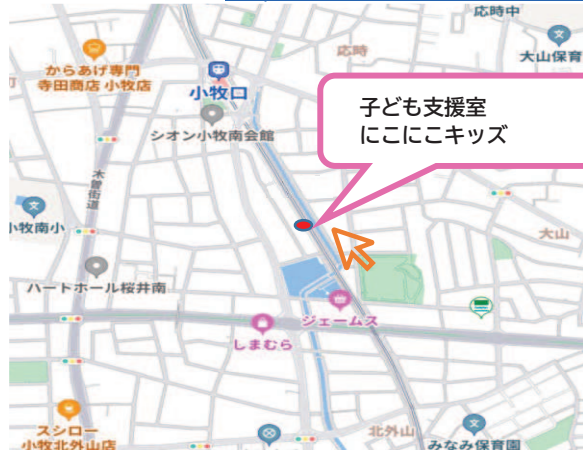 応時中
からあげ専門
寺田商店 小牧店
小牧口
応時
大山保育
シオン小牧南会館
子ども支援室
にこにこキッズ
木曽街道
小牧南小
大山
ハートホール桜井南
ジェームス
しまむら
スシロー
小牧北外山店
北外山
みなみ保育園
文
文
文